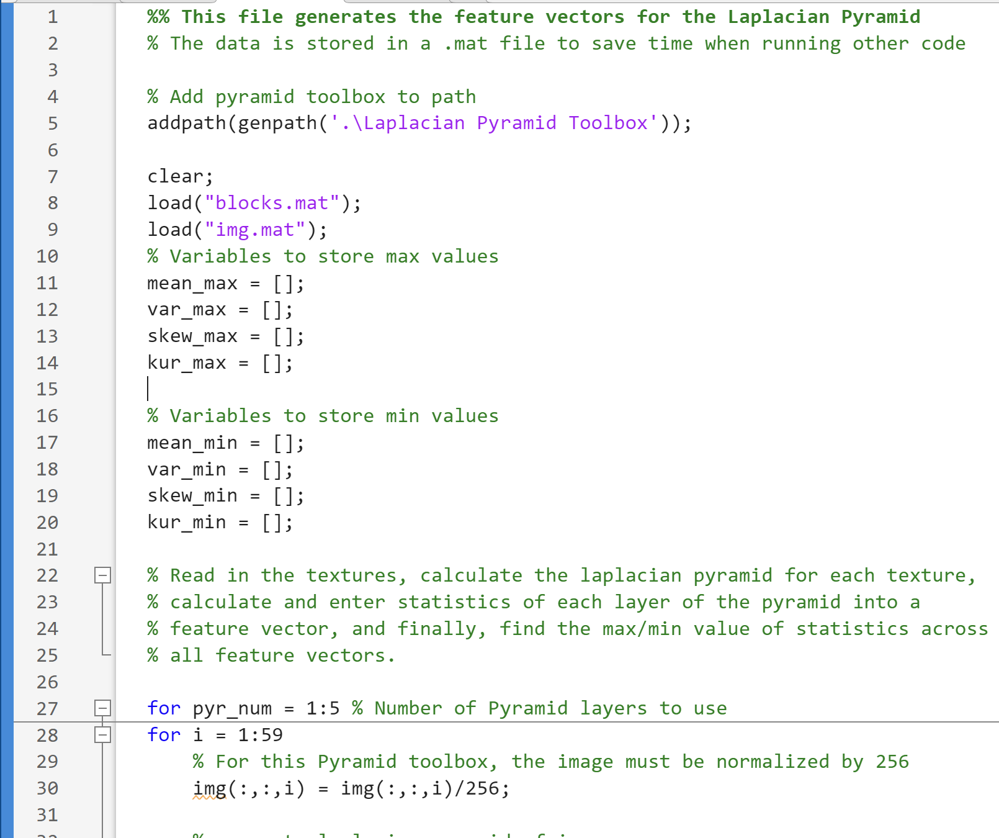 1 %% This file generates the feature vectors for the Laplacian Pyramid
2 % The data is stored in a .mat file to save time when running other code
3
4 % Add pyramid toolbox to path
5 addpath(genpath('.\Laplacian Pyramid Toolbox'));
6
7 clear;
8 load("blocks.mat");
9 load("img.mat");
10 % Variables to store max values
11 mean_max = [];
12 var_max = [];
13 skew_max = [];
14 kur_max = [];
15
16 % Variables to store min values
17 mean_min = [];
18 var_min = [];
19 skew_min = [];
20 kur_min = [];
21
22 % Read in the textures, calculate the laplacian pyramid for each texture,
23 % calculate and enter statistics of each layer of the pyramid into a
24 % feature vector, and finally, find the max/min value of statistics across
25 % all feature vectors.
26
27 for pyr_num = 1:5 % Number of Pyramid layers to use
28 for i = 1:59
29 % For this Pyramid toolbox, the image must be normalized by 256
30 img(:,:,i) = img(:,:,i)/256;
31